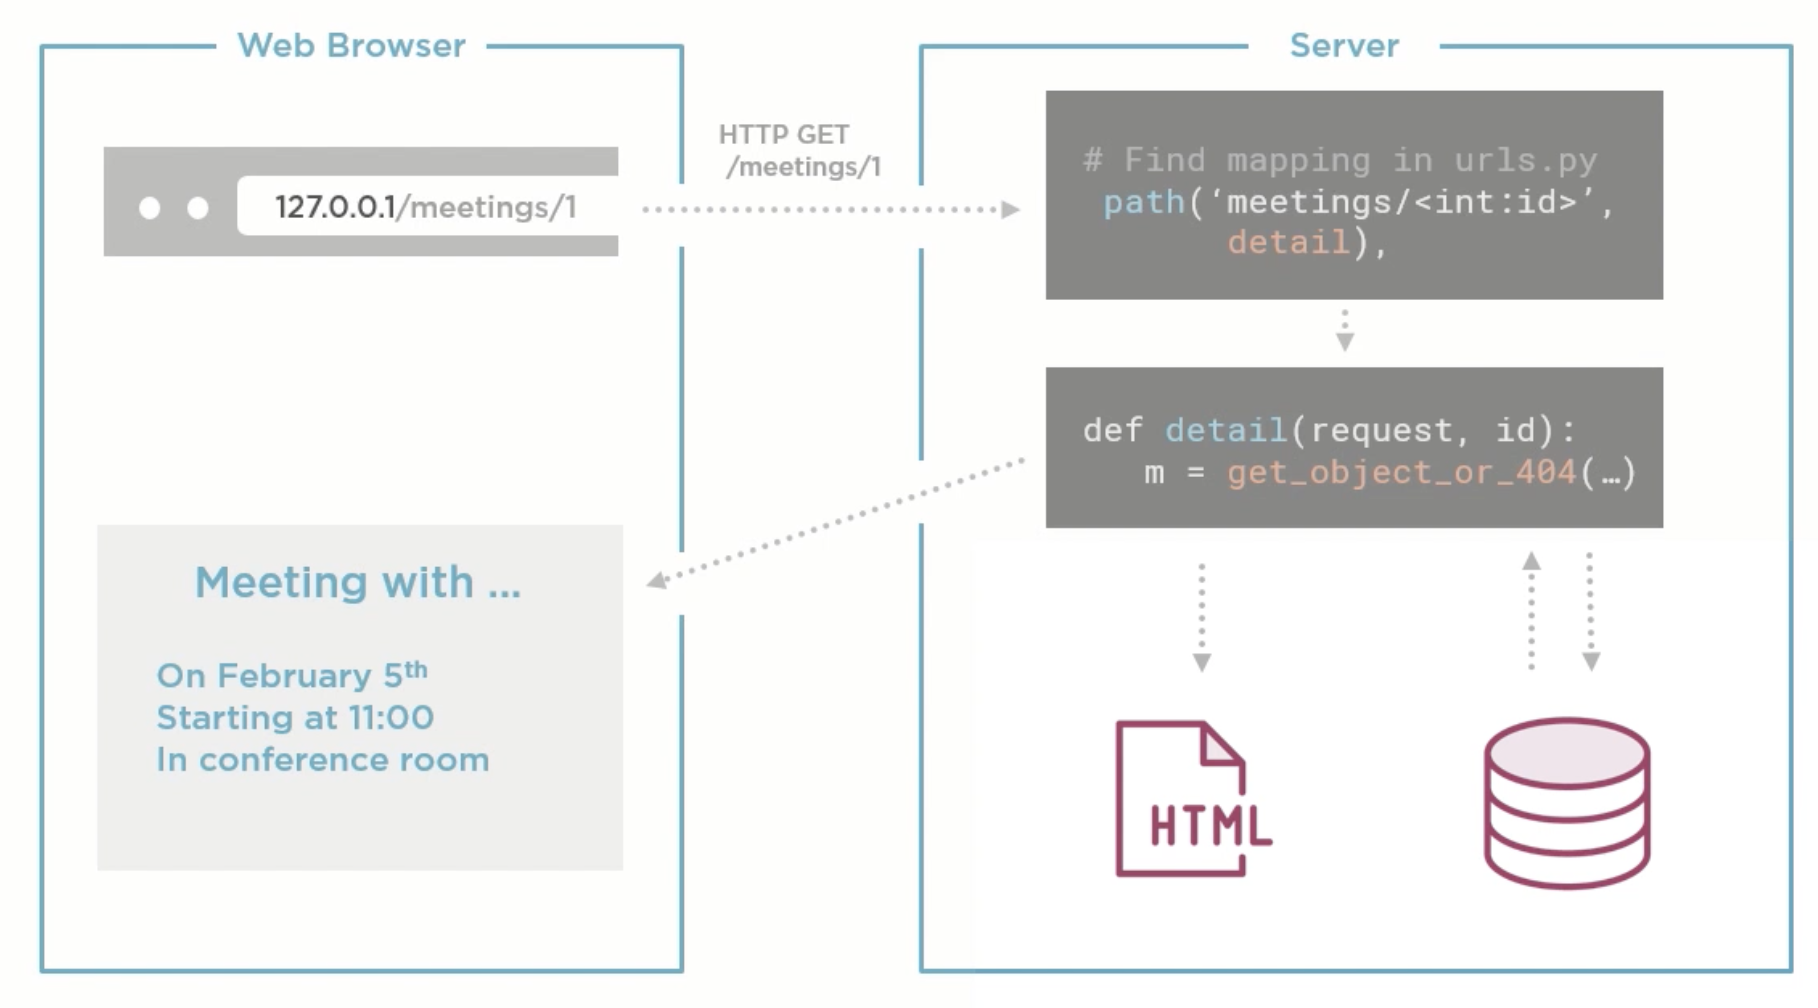 Web Browser
127.0.0.1/meetings/1
HTTP GET
/meetings/1
Server
# Find mapping in urls.py
path(‘meetings/<int:id>’,
detail),
def detail(request, id):
m = get_object_or_404(…)
Meeting with ...
On February 5th
Starting at 11:00
In conference room
HTML